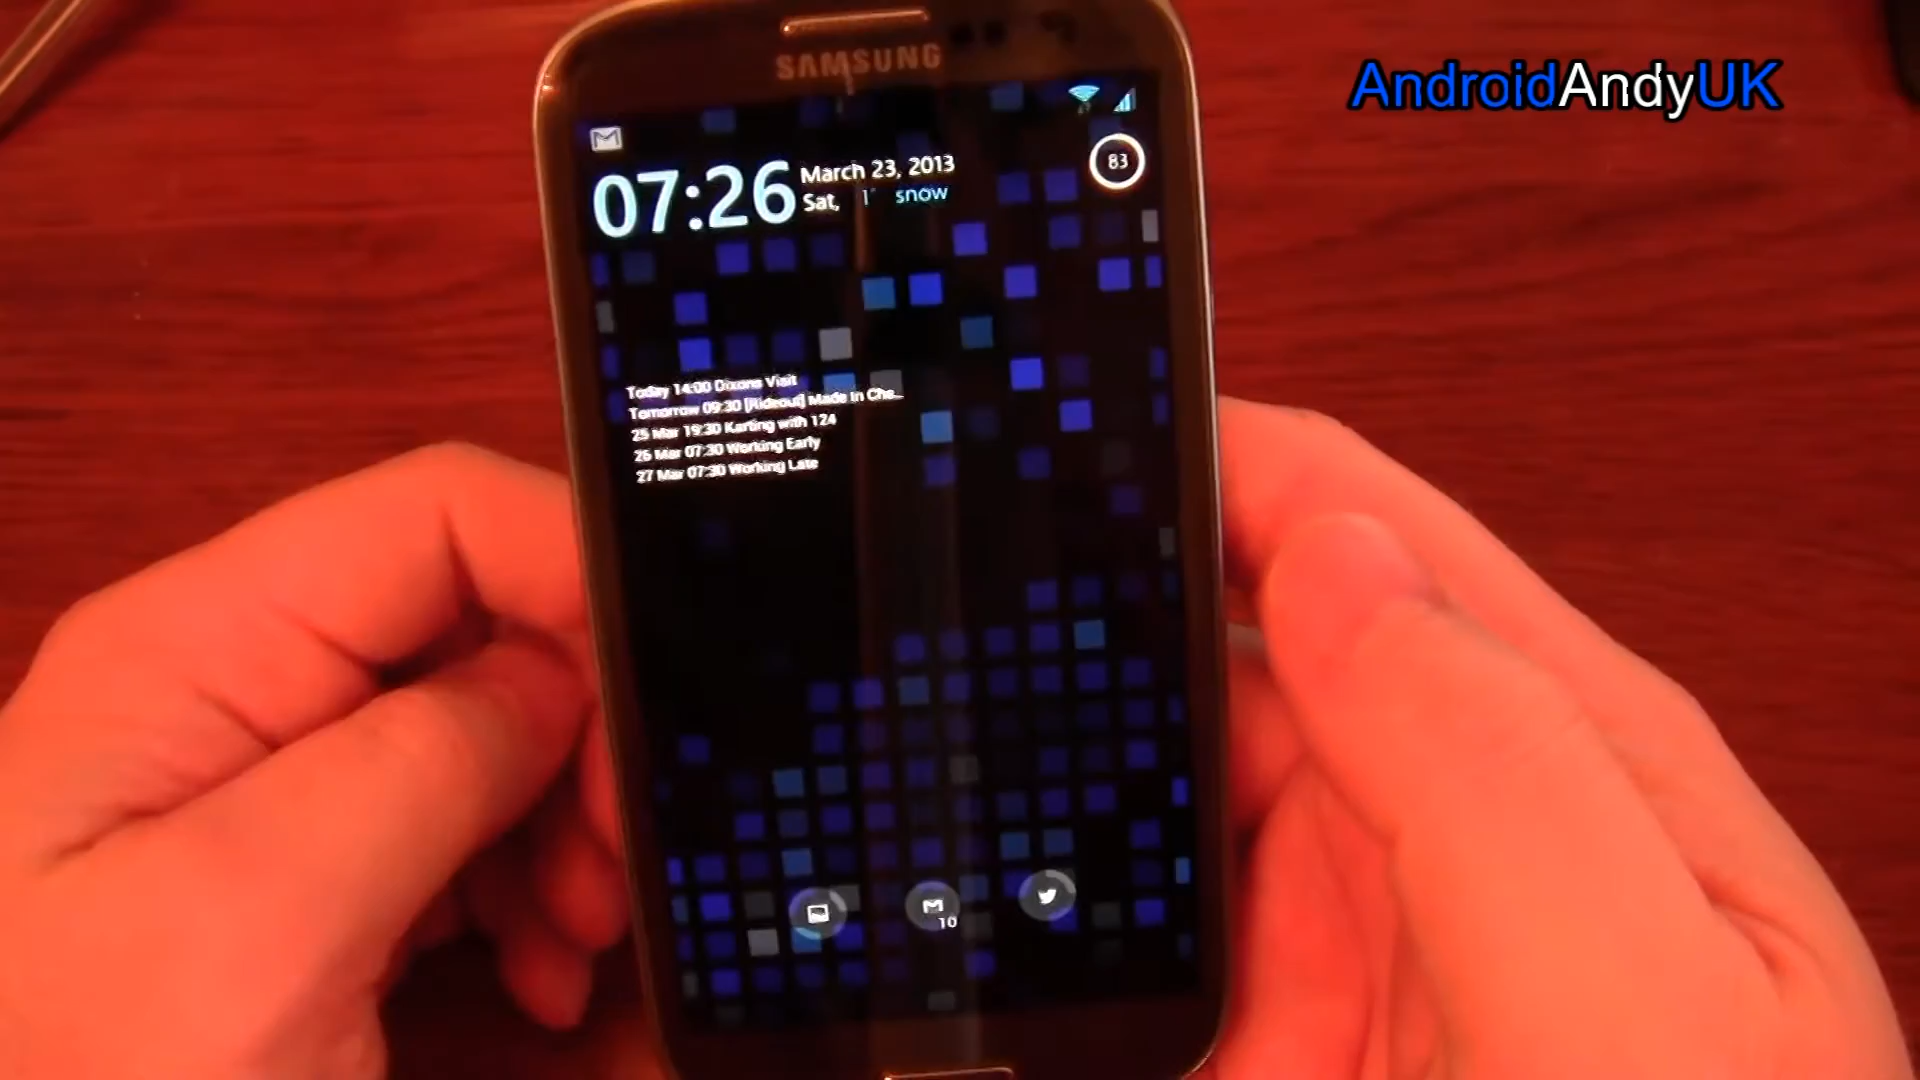 SAMSUNG
AndroidAndyUK
07:26
March 23, 2013
Sat, 1° snow
83
Today 14:00 Dixons Visit
Tomorrow 09:30 [Rideout] Made in Che...
25 Mar 19:30 Karting with 124
26 Mar 07:30 Working Early
27 Mar 07:30 Working Late
10